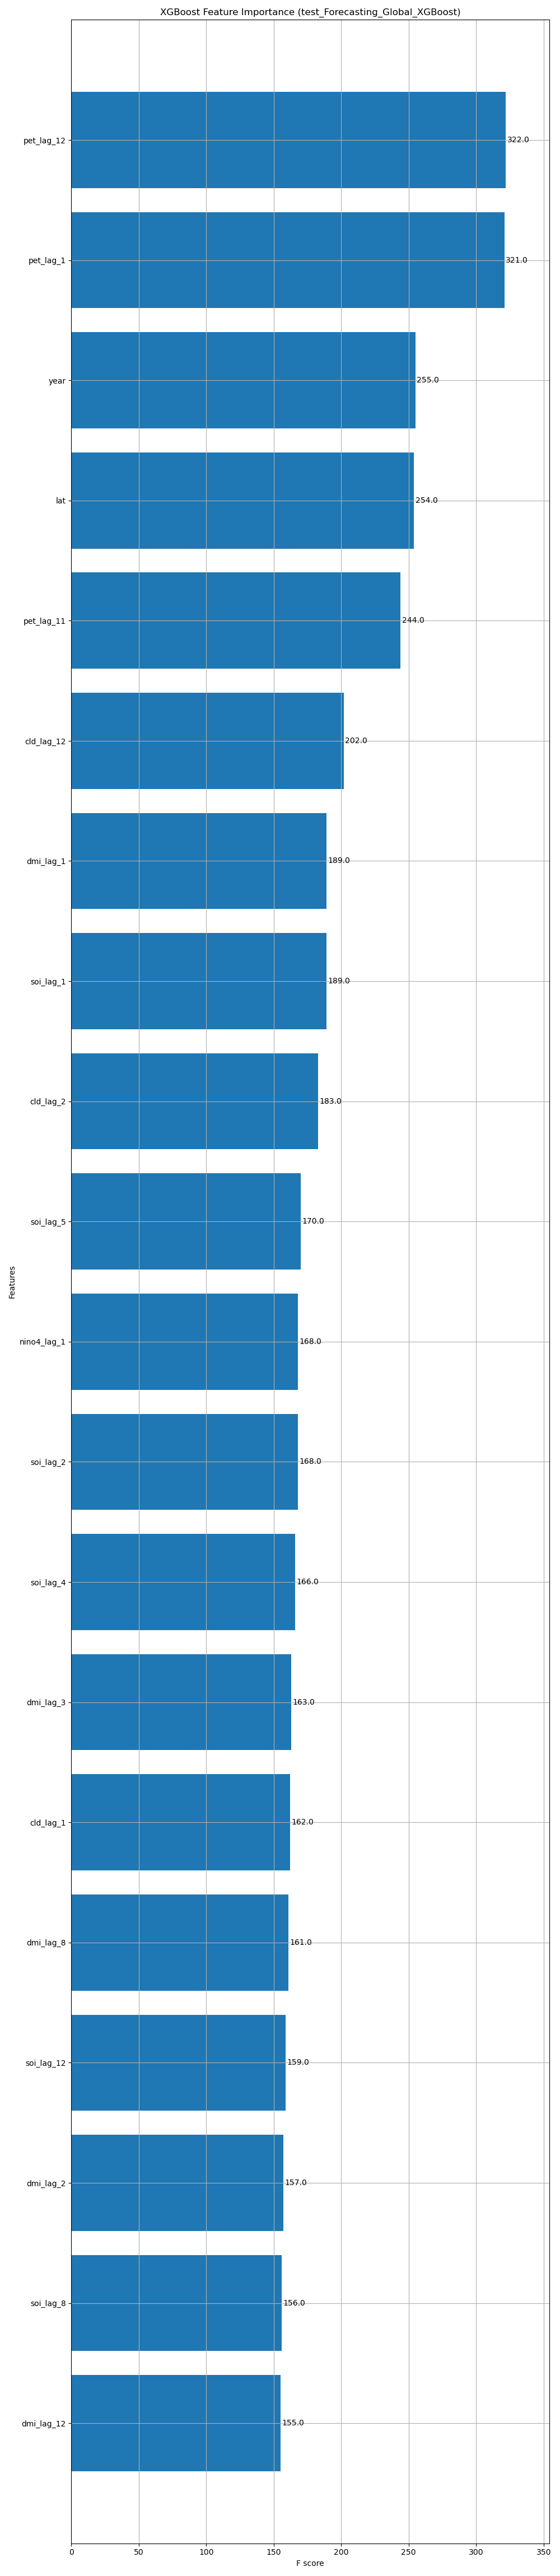 XGBoost Feature Importance (test_Forecasting_Global_XGBoost)
pet_lag_12 322.0
pet_lag_1 321.0
year 255.0
lat 254.0
pet_lag_11 244.0
cld_lag_12 202.0
dmi_lag_1 189.0
soi_lag_1 189.0
cld_lag_2 183.0
soi_lag_5 170.0
Features
nino4_lag_1 168.0
soi_lag_2 168.0
soi_lag_4 166.0
dmi_lag_3 163.0
cld_lag_1 162.0
dmi_lag_8 161.0
soi_lag_12 159.0
dmi_lag_2 157.0
soi_lag_8 156.0
dmi_lag_12 155.0
0 50 100 150 200 250 300 350
F score